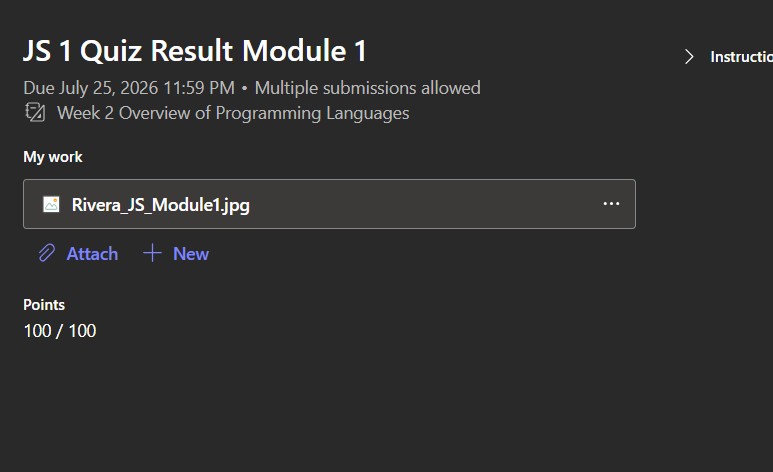 JS 1 Quiz Result Module 1
Instructio
Due July 25, 2026 11:59 PM • Multiple submissions allowed
Week 2 Overview of Programming Languages
My work
Rivera_JS_Module1.jpg
Attach
New
Points
100 / 100